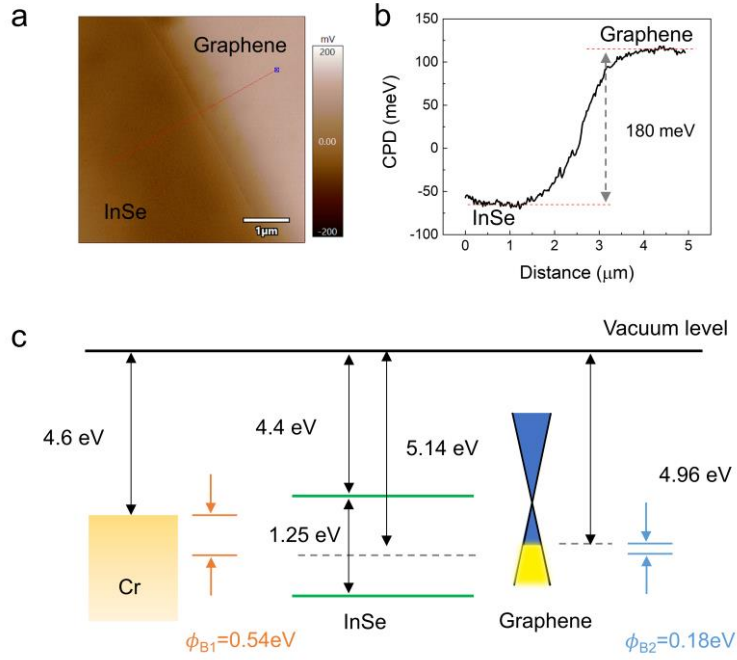 a
mV
200
Graphene
0.00
InSe
1μm
-200
b
150
Graphene
100
CPD (meV)
50
180 meV
0
-50
InSe
-100
0 1 2 3 4 5
Distance (μm)
c
Vacuum level
4.6 eV
4.4 eV
5.14 eV
4.96 eV
1.25 eV
Cr
InSe
Graphene
ϕB1=0.54eV
ϕB2=0.18eV